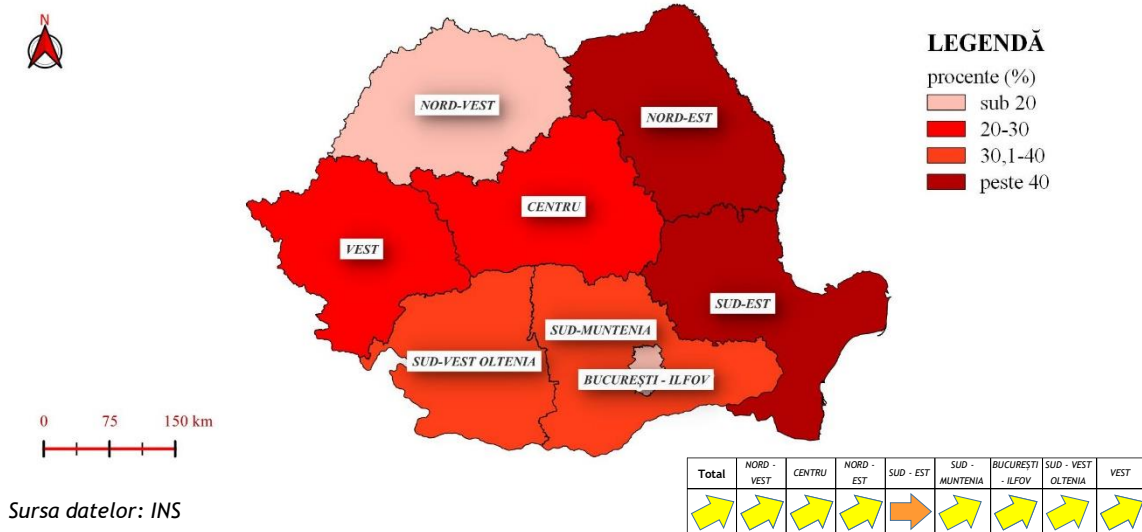 N
LEGENDĂ
procente (%)
sub 20
20-30
30,1-40
peste 40
NORD-VEST
NORD-EST
CENTRU
VEST
SUD-EST
SUD-MUNTENIA
SUD-VEST OLTENIA
BUCUREȘTI - ILFOV
0 75 150 km
Total
NORD -
VEST
CENTRU
NORD -
EST
SUD - EST
SUD -
MUNTENIA
BUCUREȘTI
- ILFOV
SUD - VEST
OLTENIA
VEST
Sursa datelor: INS